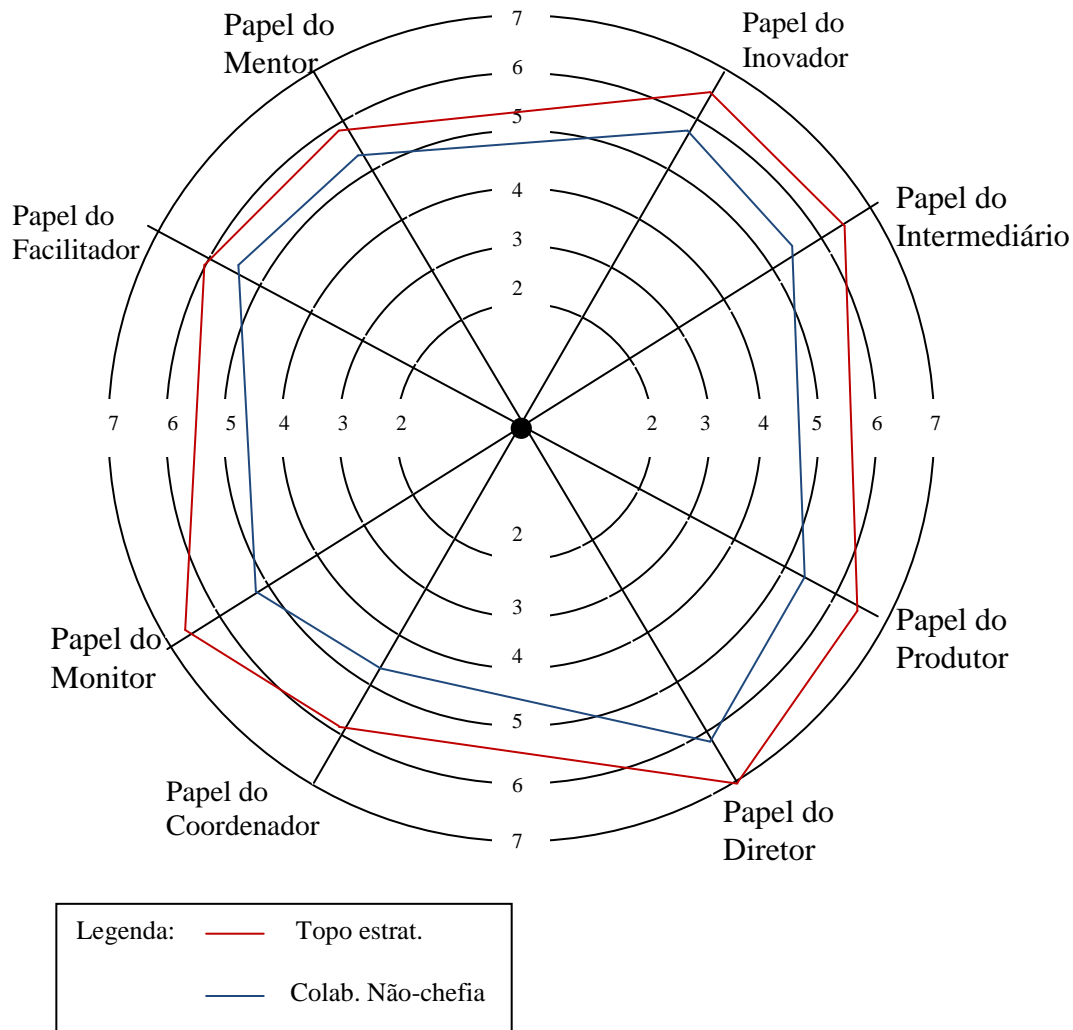 7
Papel do
Mentor
Papel do
Inovador
6
5
4
3
2
Papel do
Facilitador
Papel do
Intermediário
7 6 5 4 3 2 2 3 4 5 6 7
2
3
4
5
6
7
Papel do
Monitor
Papel do
Produtor
Papel do
Coordenador
Papel do
Diretor
Legenda: Topo estrat.
Colab. Não-chefia